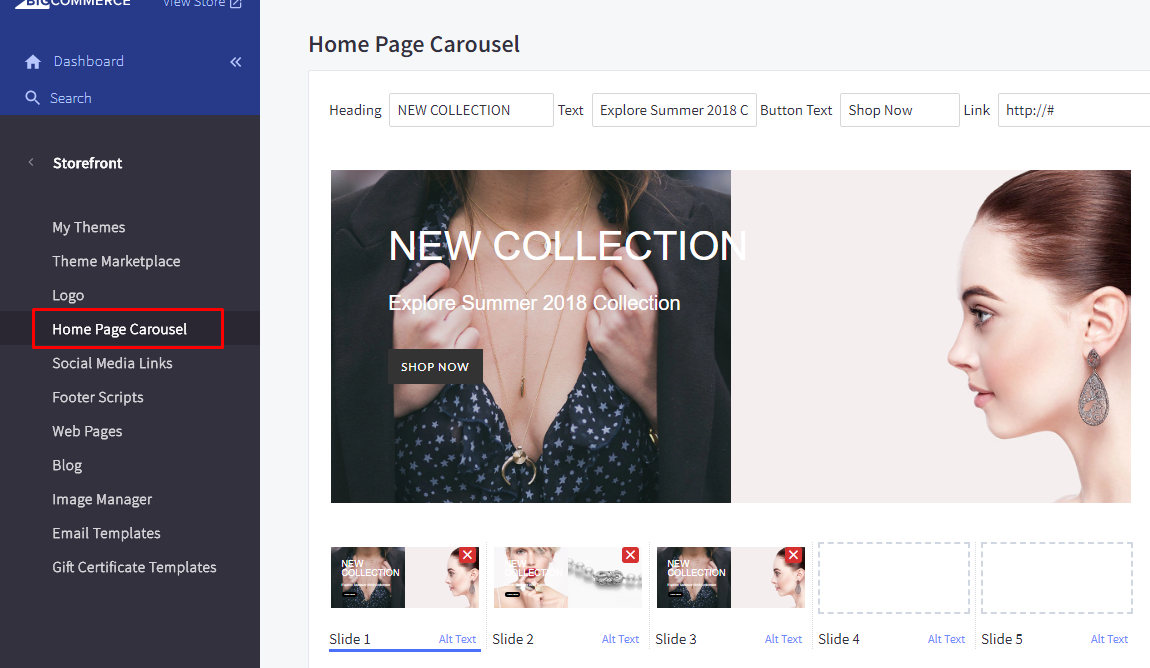 BIGCOMMERCE
View Store
Dashboard
Search
Storefront
My Themes
Theme Marketplace
Logo
Home Page Carousel
Social Media Links
Footer Scripts
Web Pages
Blog
Image Manager
Email Templates
Gift Certificate Templates
Home Page Carousel
Heading NEW COLLECTION Text Explore Summer 2018 C Button Text Shop Now Link http://#
NEW COLLECTION
Explore Summer 2018 Collection
SHOP NOW
NEW
COLLECTION
NEW
COLLECTION
NEW
COLLECTION
Slide 1 Alt Text Slide 2 Alt Text Slide 3 Alt Text Slide 4 Alt Text Slide 5 Alt Text